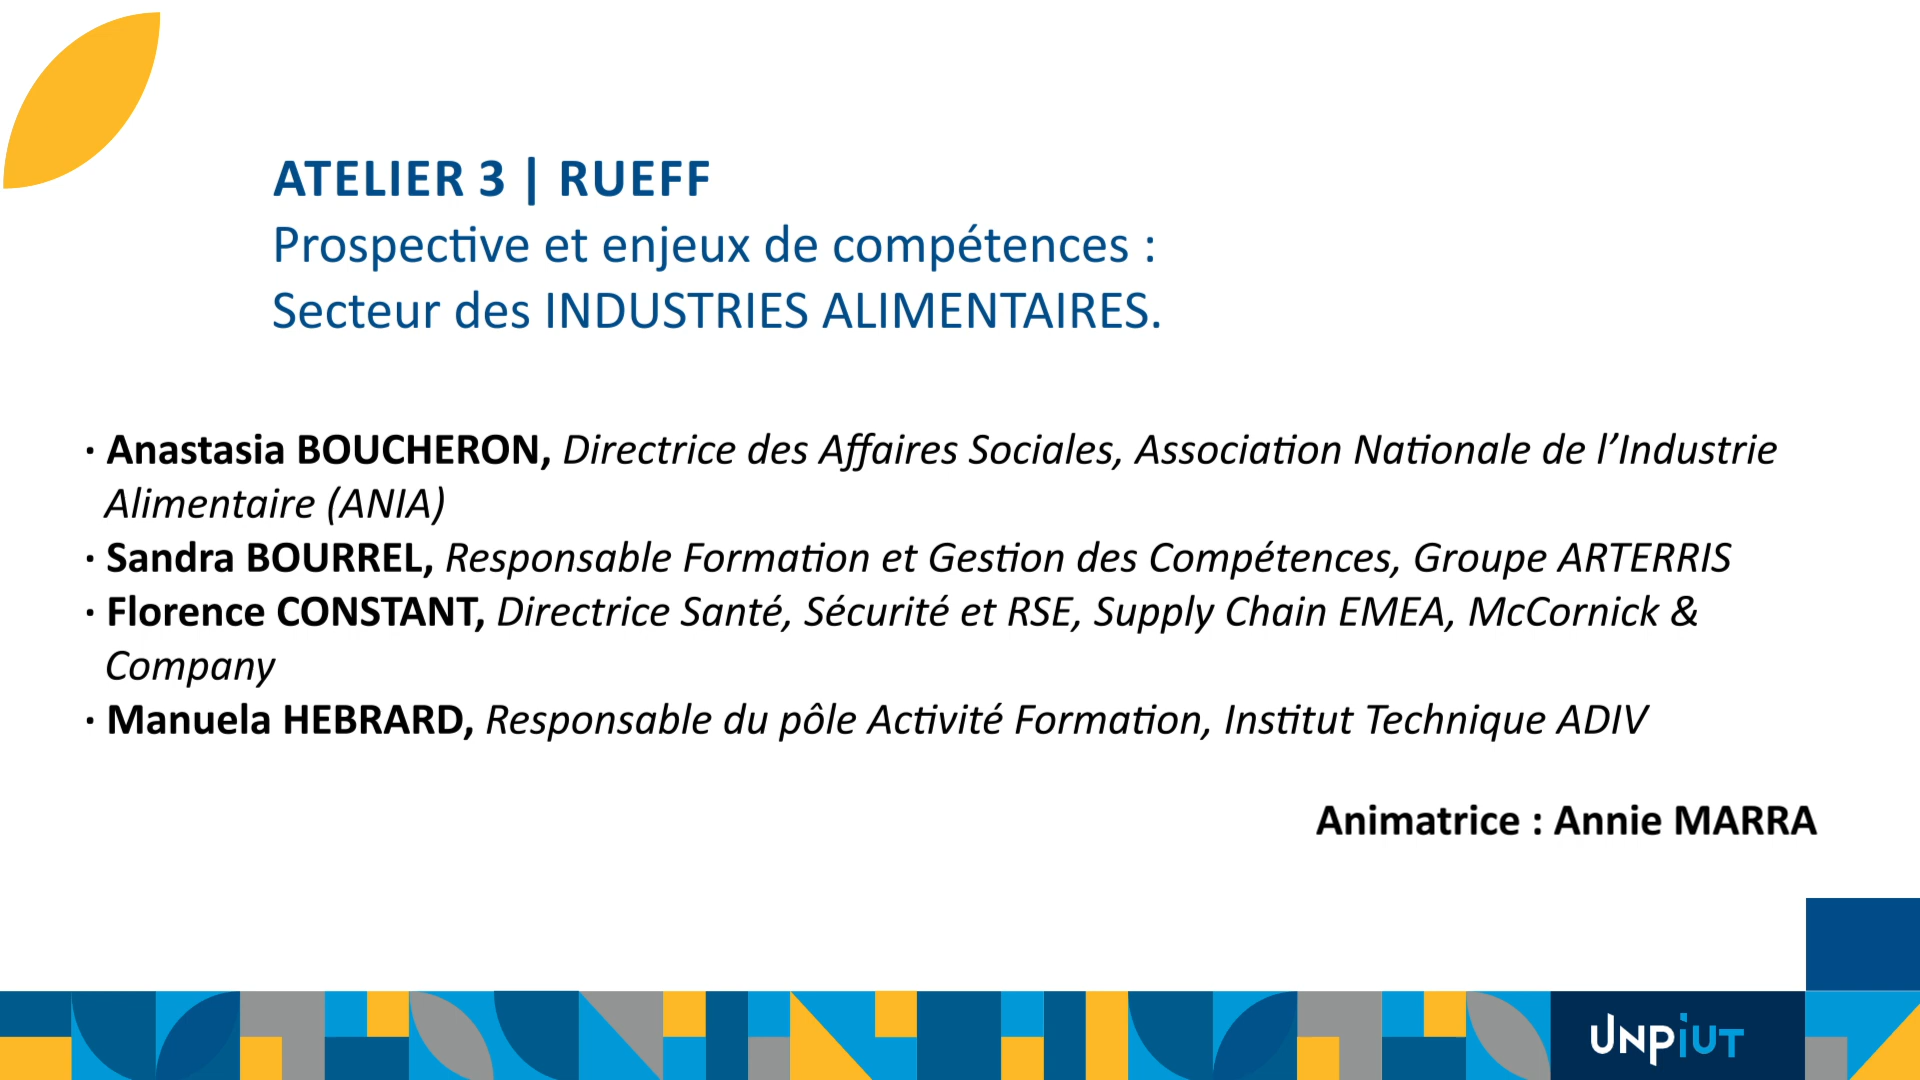 ATELIER 3 | RUEFF
Prospective et enjeux de compétences :
Secteur des INDUSTRIES ALIMENTAIRES.
· Anastasia BOUCHERON, Directrice des Affaires Sociales, Association Nationale de l’Industrie
Alimentaire (ANIA)
· Sandra BOURREL, Responsable Formation et Gestion des Compétences, Groupe ARTERRIS
· Florence CONSTANT, Directrice Santé, Sécurité et RSE, Supply Chain EMEA, McCornick &
Company
· Manuela HEBRARD, Responsable du pôle Activité Formation, Institut Technique ADIV
Animatrice : Annie MARRA
UNPIUT